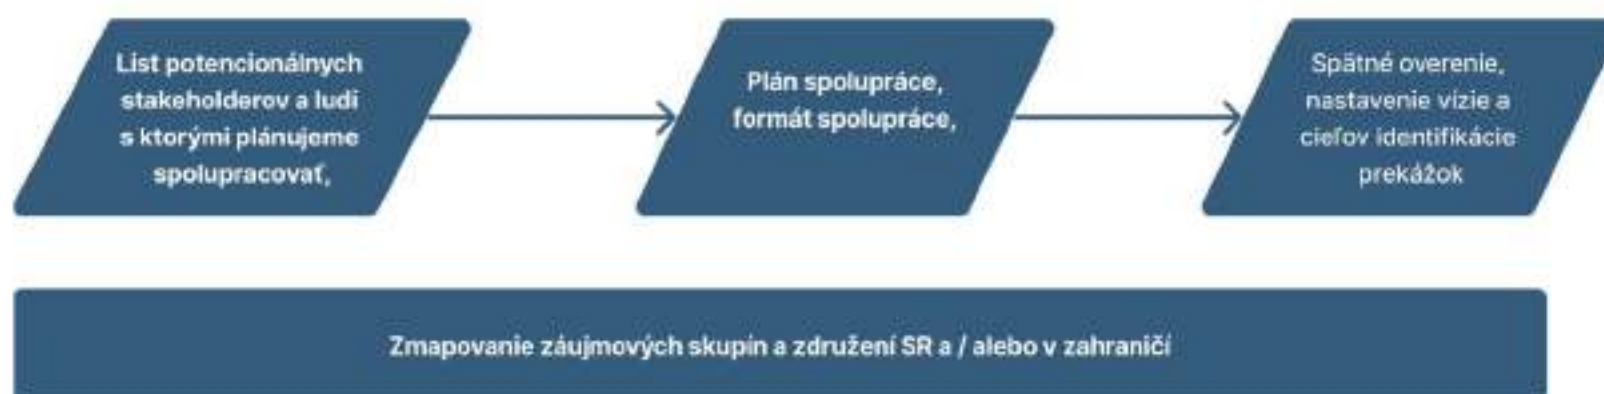 List potencionálnych
stakeholderov a ludí
s ktorými plánujeme
spolupracovať,
Plán spolupráce,
formát spolupráce,
Spätné overenie,
nastavenie vízie a
cieľov identifikácie
prekážok
Zmapovanie záujmových skupín a združení SR a / alebo v zahraničí